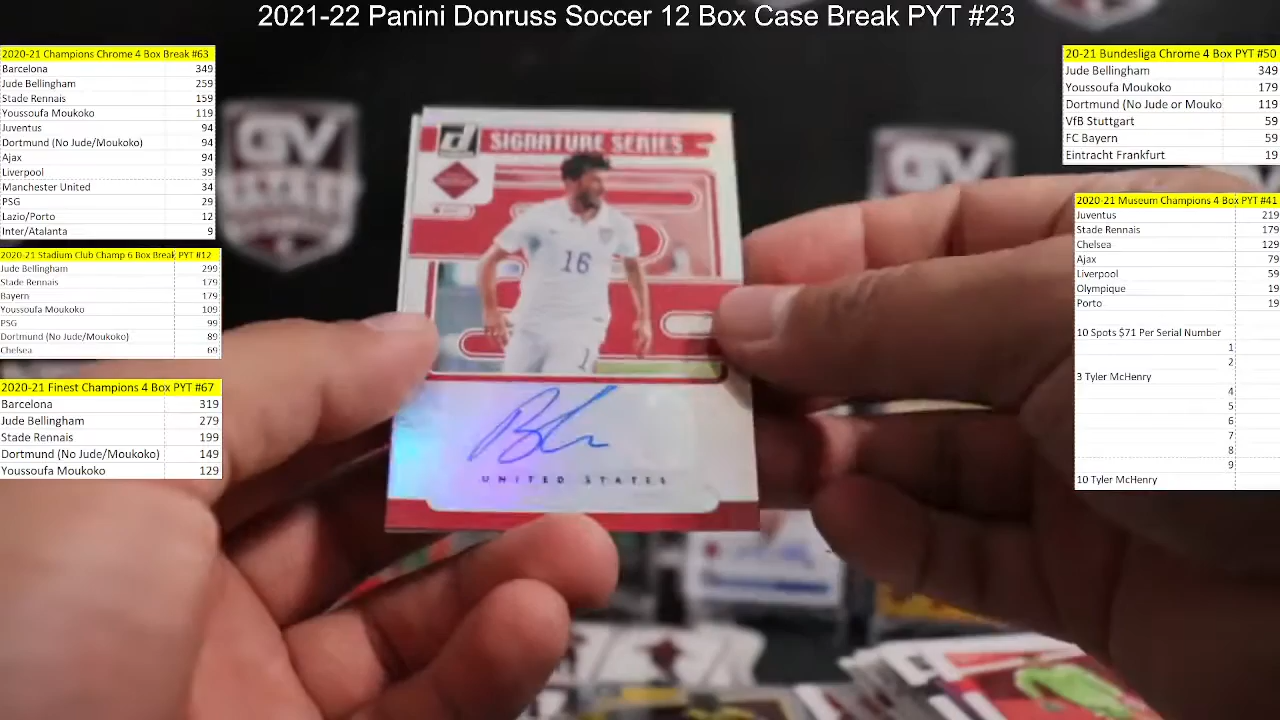 2021-22 Panini Donruss Soccer 12 Box Case Break PYT #23
2020-21 Champions Chrome 4 Box Break #63
Barcelona 349
Jude Bellingham 259
Stade Rennais 159
Youssoufa Moukoko 119
Juventus 94
Dortmund (No Jude/Moukoko) 94
Ajax 94
Liverpool 39
Manchester United 34
PSG 29
Lazio/Porto 12
Inter/Atalanta 9
2020-21 Stadium Club Champ 6 Box Break PYT #12
Jude Bellingham 299
Stade Rennais 179
Bayern 179
Youssoufa Moukoko 109
PSG 99
Dortmund (No Jude/Moukoko) 89
Chelsea 69
2020-21 Finest Champions 4 Box PYT #67
Barcelona 319
Jude Bellingham 279
Stade Rennais 199
Dortmund (No Jude/Moukoko) 149
Youssoufa Moukoko 129
GV
d SIGNATURE SERIES
16
1
UNITED STATES
GV
20-21 Bundesliga Chrome 4 Box PYT #50
Jude Bellingham 349
Youssoufa Moukoko 179
Dortmund (No Jude or Mouko 119
VfB Stuttgart 59
FC Bayern 59
Eintracht Frankfurt 19
2020-21 Museum Champions 4 Box PYT #41
Juventus 219
Stade Rennais 179
Chelsea 129
Ajax 79
Liverpool 59
Olympique 19
Porto 19
10 Spots $71 Per Serial Number
1
2
3 Tyler McHenry
4
5
6
7
8
9
10 Tyler McHenry